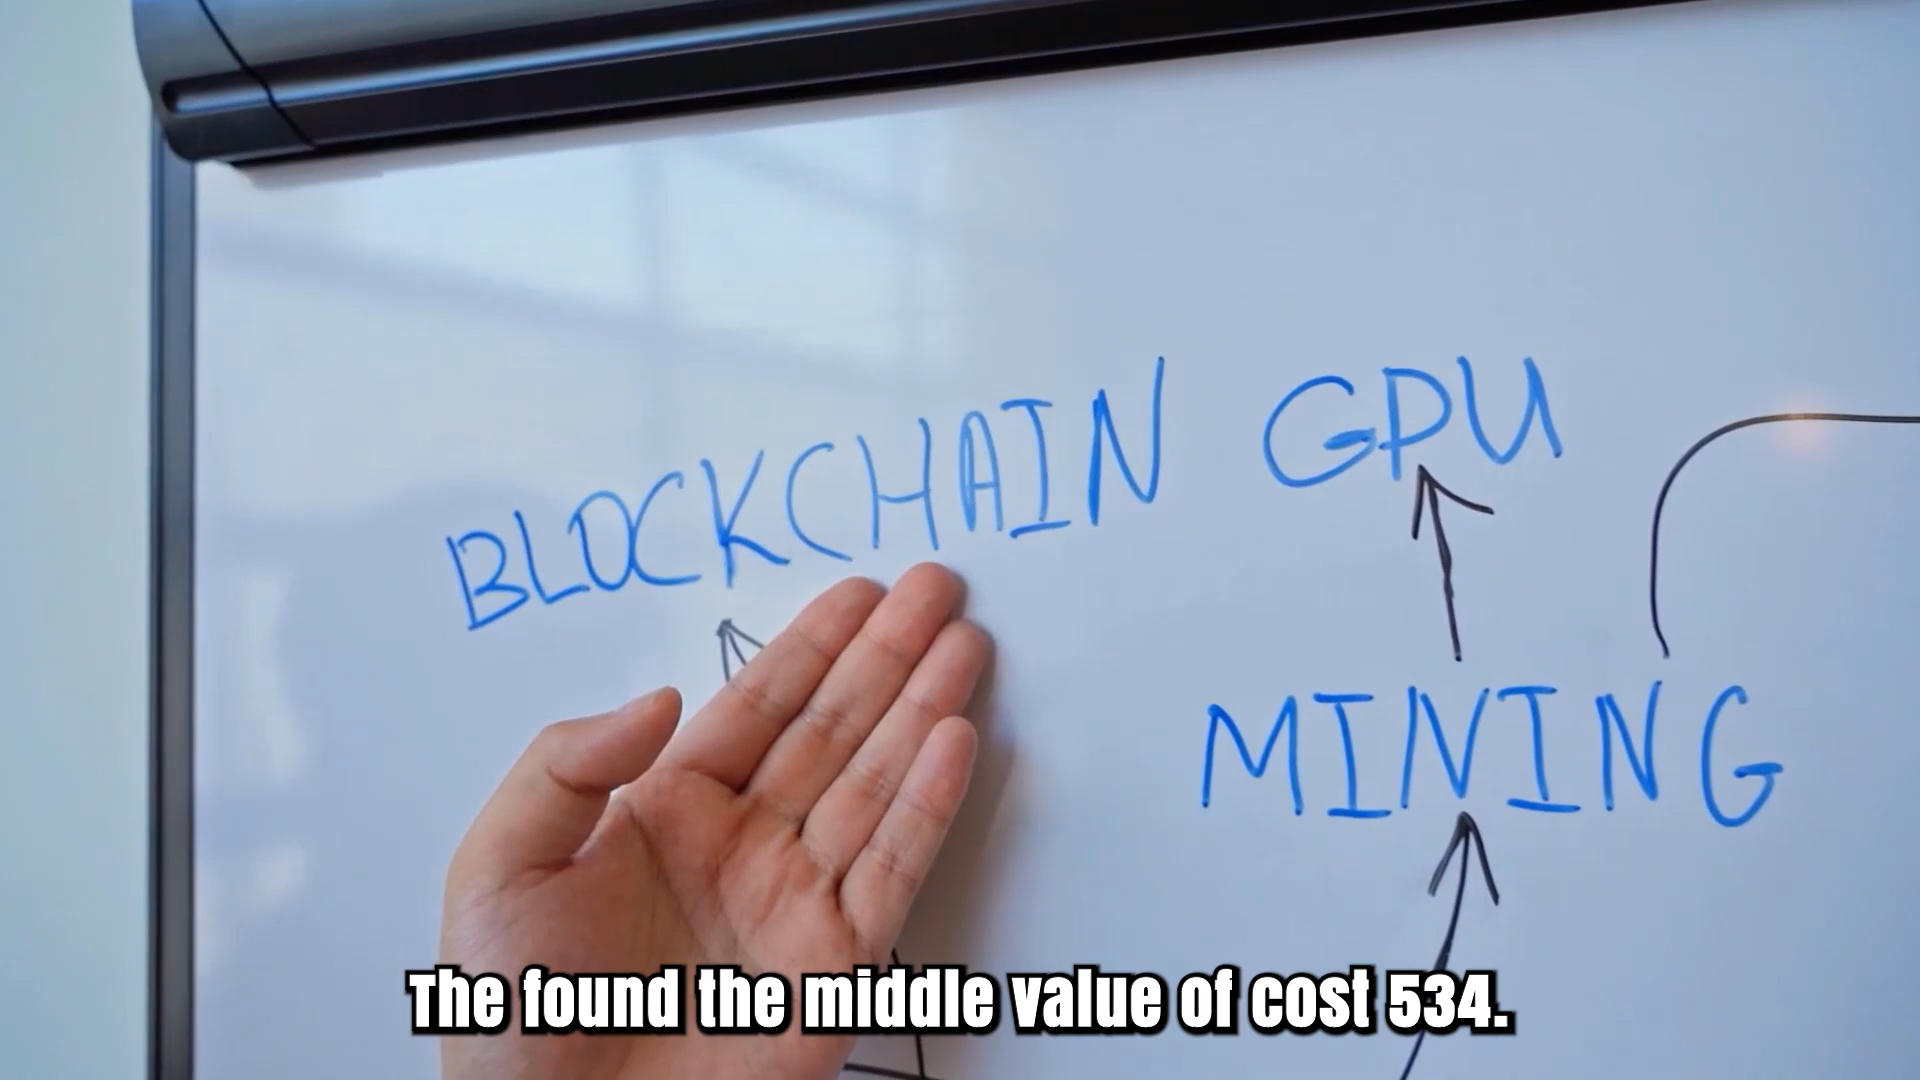 BLOCKCHAIN GPU
MINING
The found the middle value of cost 534.